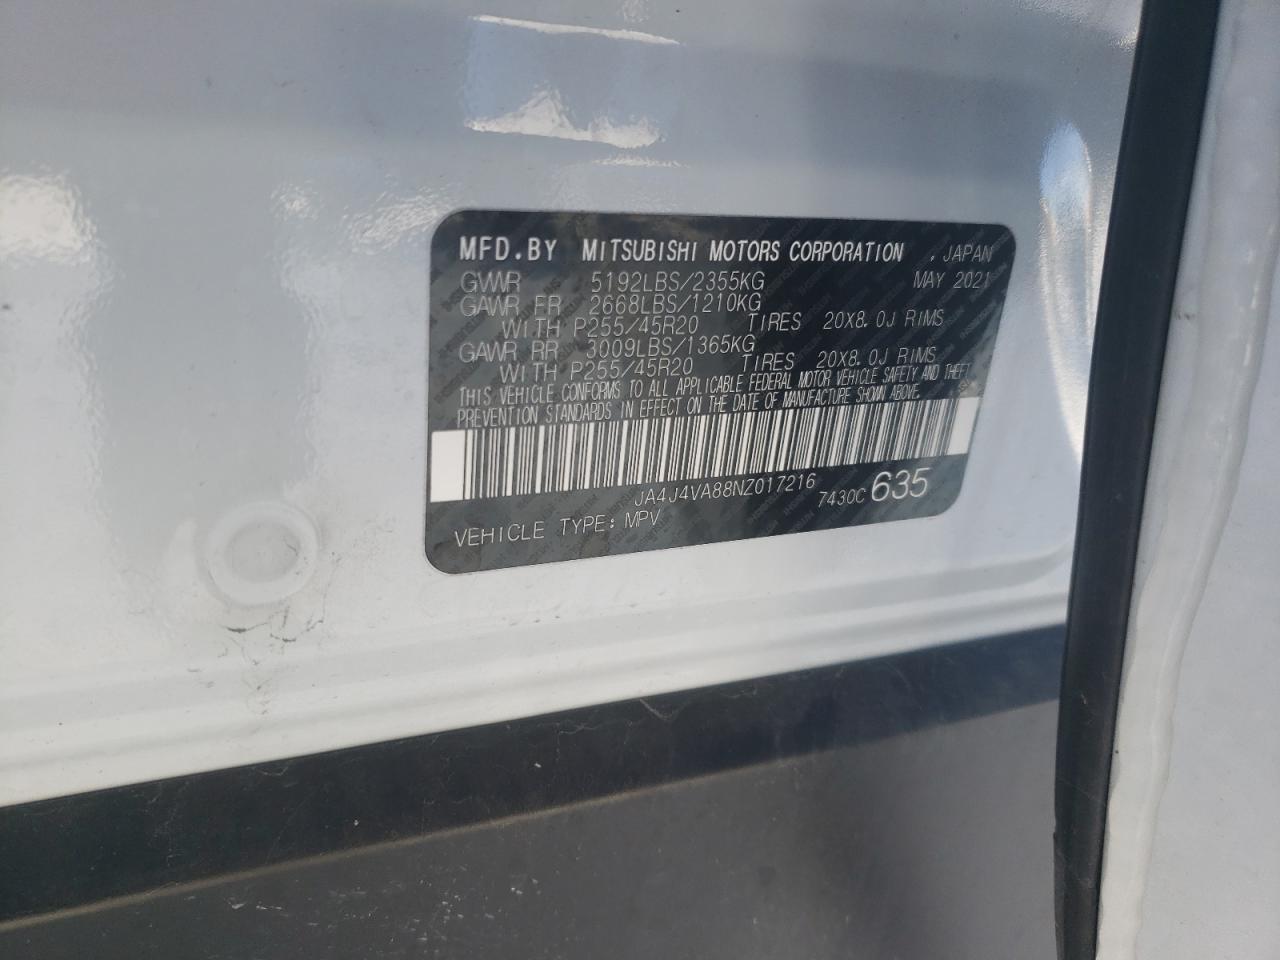 MFD.BY MITSUBISHI MOTORS CORPORATION , JAPAN
GVWR 5192LBS/2355KG MAY 2021
GAWR FR 2668LBS/1210KG
WITH P255/45R20 TIRES 20X8.0J RIMS
GAWR RR 3009LBS/1365KG
WITH P255/45R20 TIRES 20X8.0J RIMS
THIS VEHICLE CONFORMS TO ALL APPLICABLE FEDERAL MOTOR VEHICLE SAFETY AND THEFT
PREVENTION STANDARDS IN EFFECT ON THE DATE OF MANUFACTURE SHOWN ABOVE.
JA4J4VA88NZ017216 7430C 635
VEHICLE TYPE: MPV